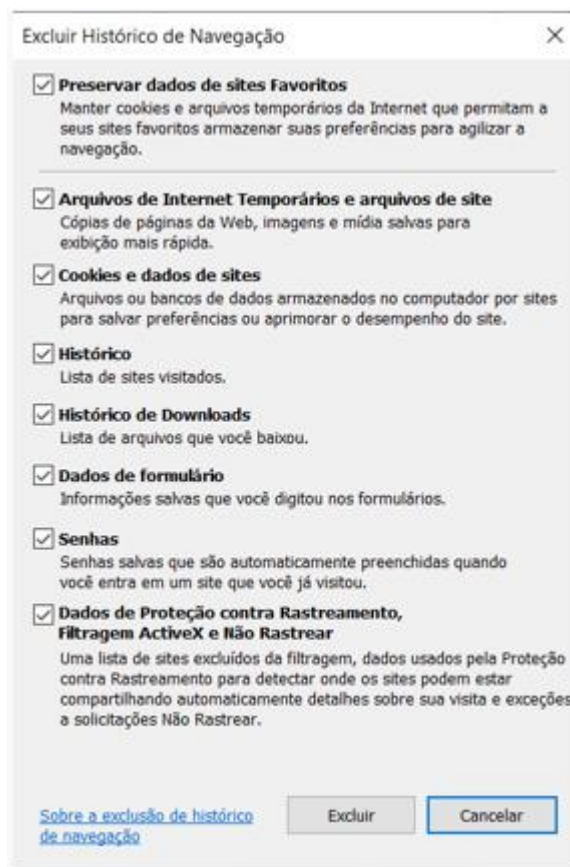 Excluir Histórico de Navegação
Preservar dados de sites Favoritos
Manter cookies e arquivos temporários da Internet que permitam a
seus sites favoritos armazenar suas preferências para agilizar a
navegação.
Arquivos de Internet Temporários e arquivos de site
Cópias de páginas da Web, imagens e mídia salvas para
exibição mais rápida.
Cookies e dados de sites
Arquivos ou bancos de dados armazenados no computador por sites
para salvar preferências ou aprimorar o desempenho do site.
Histórico
Lista de sites visitados.
Histórico de Downloads
Lista de arquivos que você baixou.
Dados de formulário
Informações salvas que você digitou nos formulários.
Senhas
Senhas salvas que são automaticamente preenchidas quando
você entra em um site que você já visitou.
Dados de Proteção contra Rastreamento,
Filtragem ActiveX e Não Rastrear
Uma lista de sites excluídos da filtragem, dados usados pela Proteção
contra Rastreamento para detectar onde os sites podem estar
compartilhando automaticamente detalhes sobre sua visita e exceções
a solicitações Não Rastrear.
Sobre a exclusão de histórico
de navegação
Excluir
Cancelar